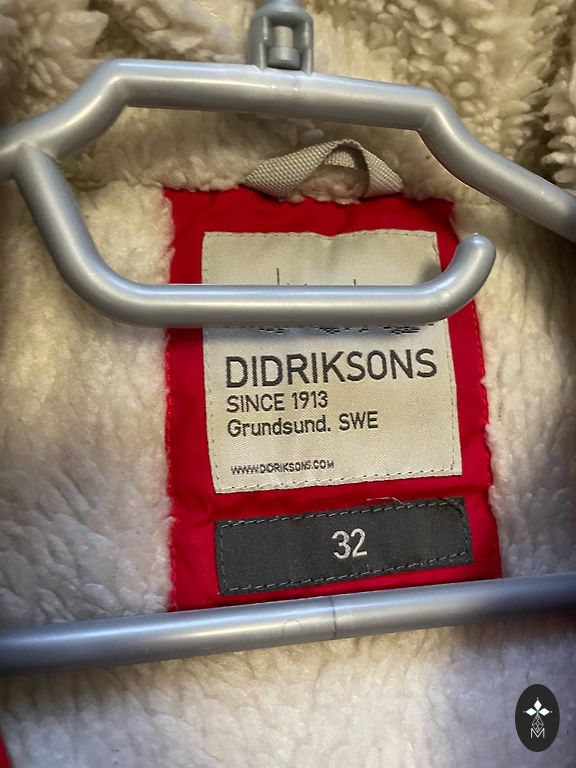 DIDRIKSONS
SINCE 1913
Grundsund. SWE
WWW.DIDRIKSONS.COM
32
M